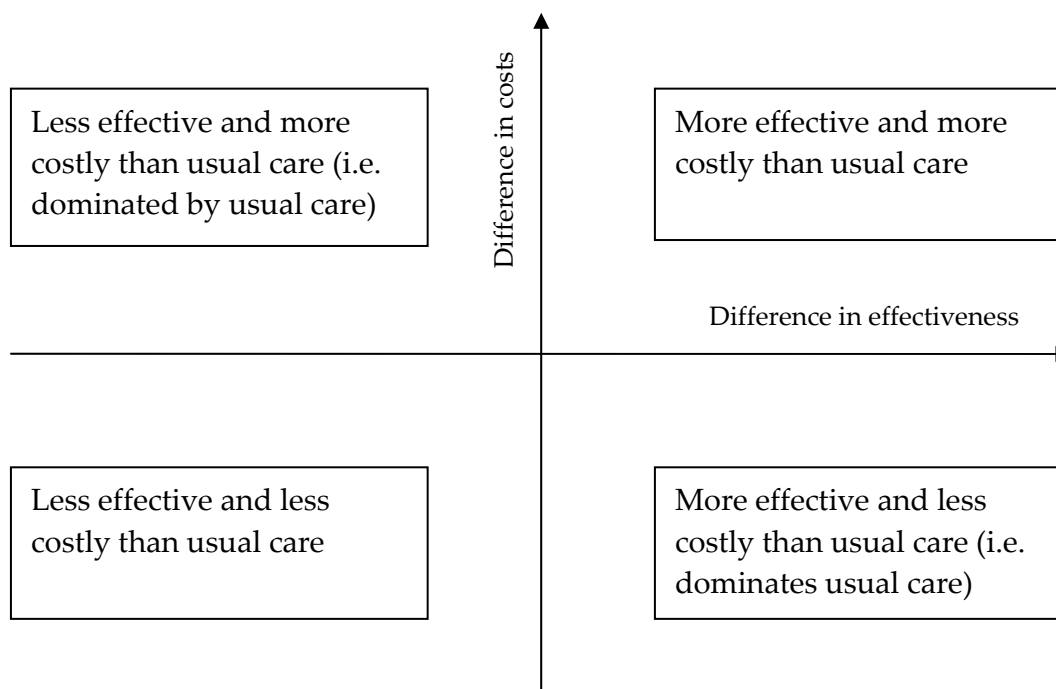 Difference in costs
Less effective and more
costly than usual care (i.e.
dominated by usual care)
More effective and more
costly than usual care
Difference in effectiveness
Less effective and less
costly than usual care
More effective and less
costly than usual care (i.e.
dominates usual care)